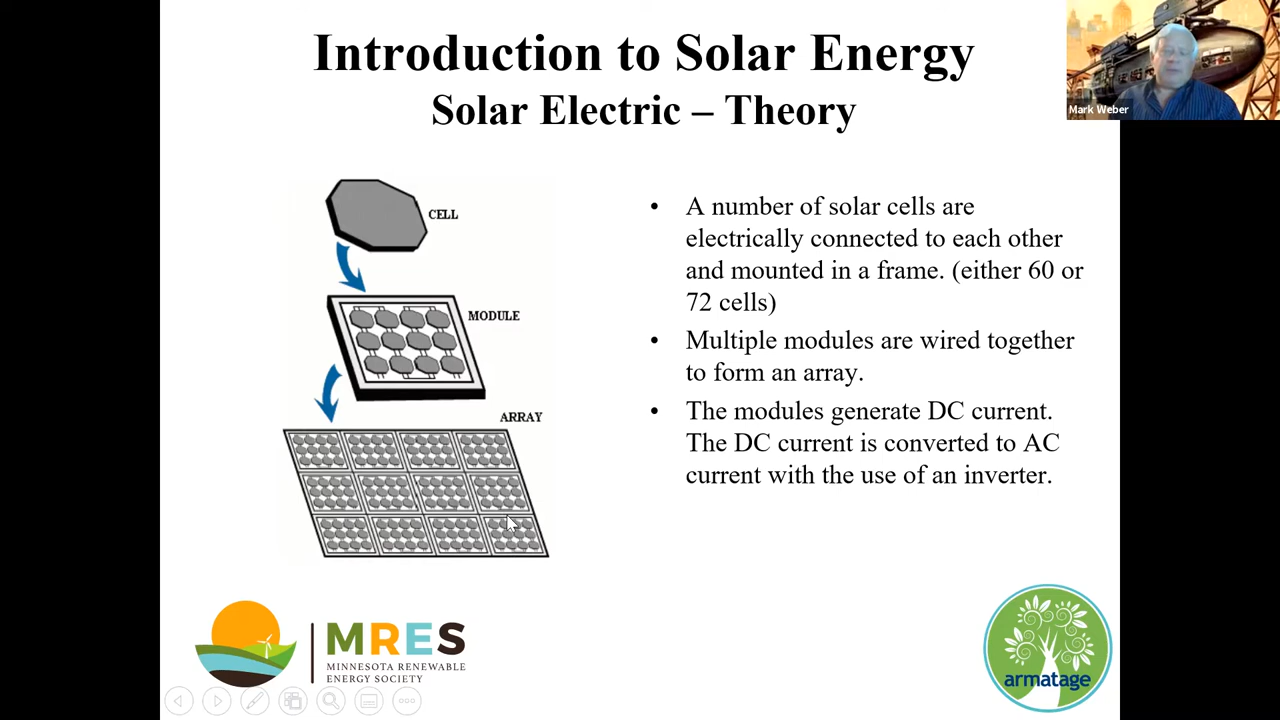 Introduction to Solar Energy
Solar Electric – Theory
Mark Weber
CELL
MODULE
ARRAY
• A number of solar cells are
electrically connected to each other
and mounted in a frame. (either 60 or
72 cells)
• Multiple modules are wired together
to form an array.
• The modules generate DC current.
The DC current is converted to AC
current with the use of an inverter.
MRES
MINNESOTA RENEWABLE
ENERGY SOCIETY
armatage